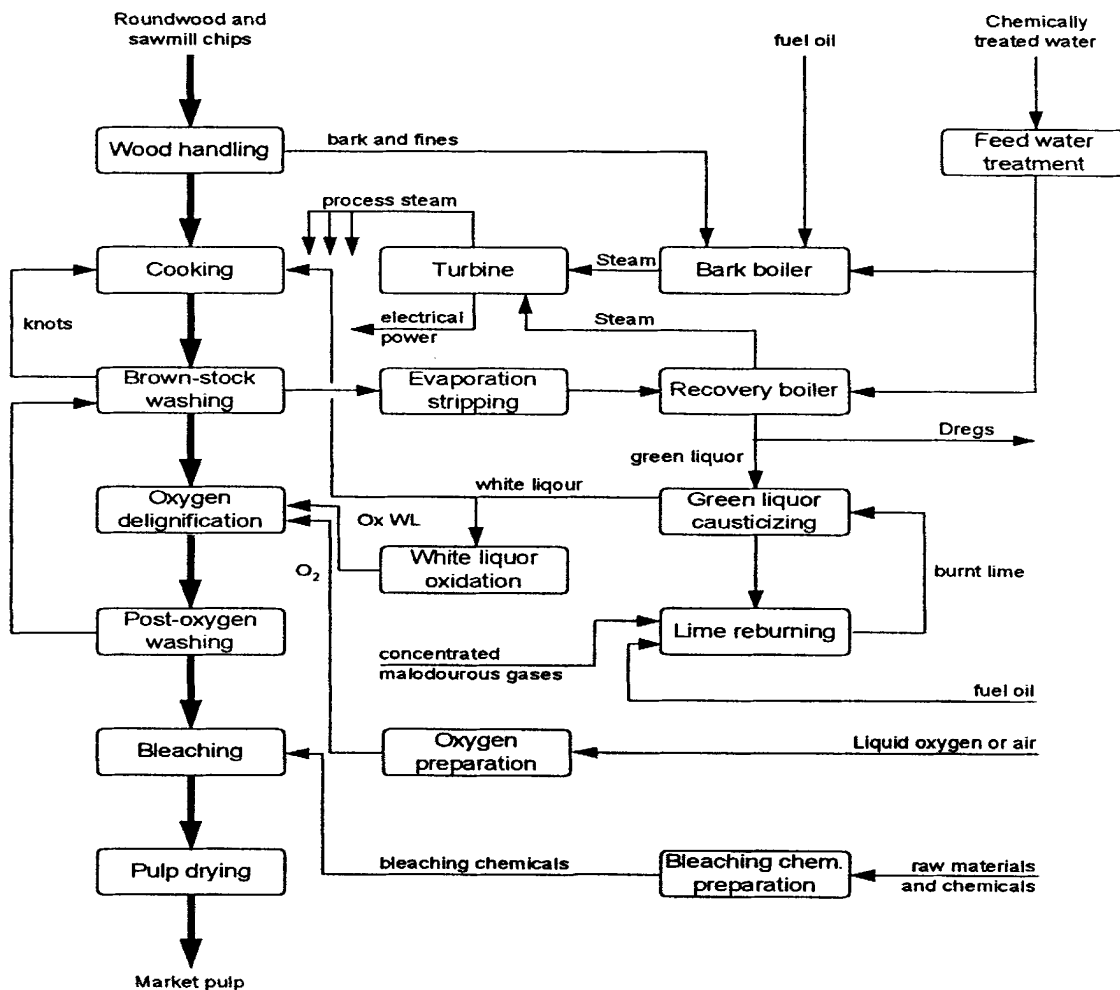 Roundwood and
sawmill chips
fuel oil
Chemically
treated water
Wood handling
bark and fines
Feed water
treatment
process steam
Cooking
Turbine
Steam
Bark boiler
knots
electrical
power
Steam
Brown-stock
washing
Evaporation
stripping
Recovery boiler
Dregs
green liquor
white liqour
Oxygen
delignification
Ox WL
Green liquor
causticizing
O₂
White liquor
oxidation
burnt lime
Post-oxygen
washing
Lime reburning
concentrated
malodourous gases
fuel oil
Bleaching
Oxygen
preparation
Liquid oxygen or air
Pulp drying
bleaching chemicals
Bleaching chem.
preparation
raw materials
and chemicals
Market pulp